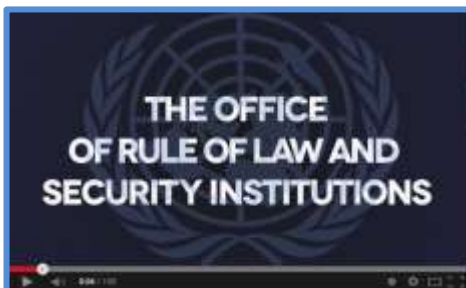 THE OFFICE
OF RULE OF LAW AND
SECURITY INSTITUTIONS